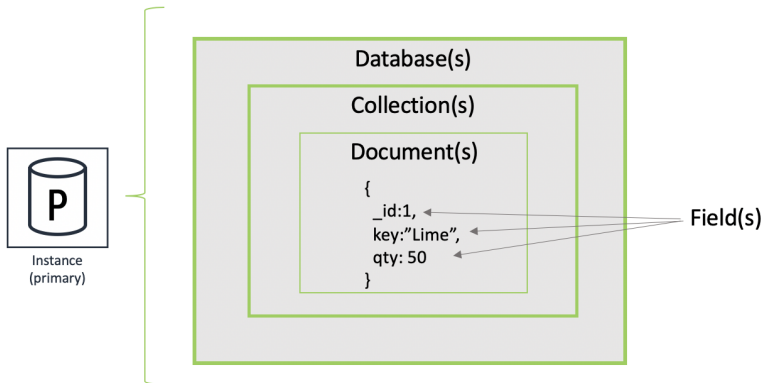 Database(s)
Collection(s)
Document(s)
{
_id:1,
key:”Lime”,
qty: 50
}
Field(s)
P
Instance
(primary)